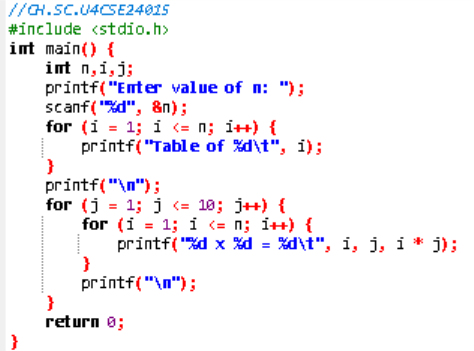 //CH.SC.U4CSE24015
#include <stdio.h>
int main() {
    int n,i,j;
    printf("Enter value of n: ");
    scanf("%d", &n);
    for (i = 1; i <= n; i++) {
        printf("Table of %d\t", i);
    }
    printf("\n");
    for (j = 1; j <= 10; j++) {
        for (i = 1; i <= n; i++) {
            printf("%d x %d = %d\t", i, j, i * j);
        }
        printf("\n");
    }
    return 0;
}